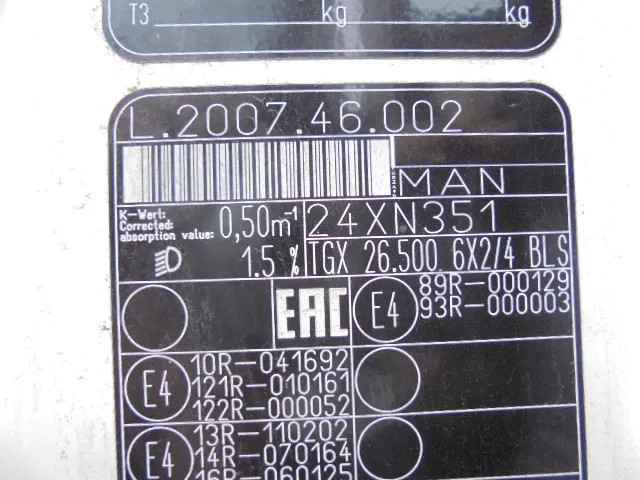 T3 kg kg
L.2007.46.002
MAN
K-Wert:
Corrected
absorption value: 0,50m⁻¹
24XN351
1.5 % TGX 26.500 6X2/4 BLS
EAC E4 89R-000129
93R-000003
10R-041692
E4 121R-010161
122R-000052
13R-110202
E4 14R-070164
16R-060125